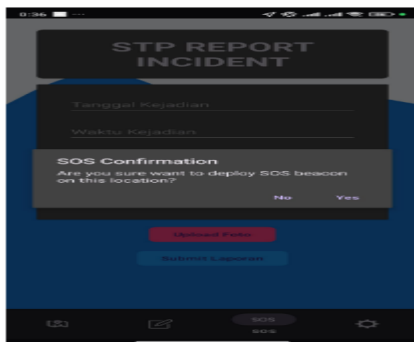 0:36
STP REPORT
INCIDENT
Tanggal Kejadian
Waktu Kejadian
SOS Confirmation
Are you sure want to deploy SOS beacon
on this location?
No Yes
Upload Foto
Submit Laporan
SOS
SOS